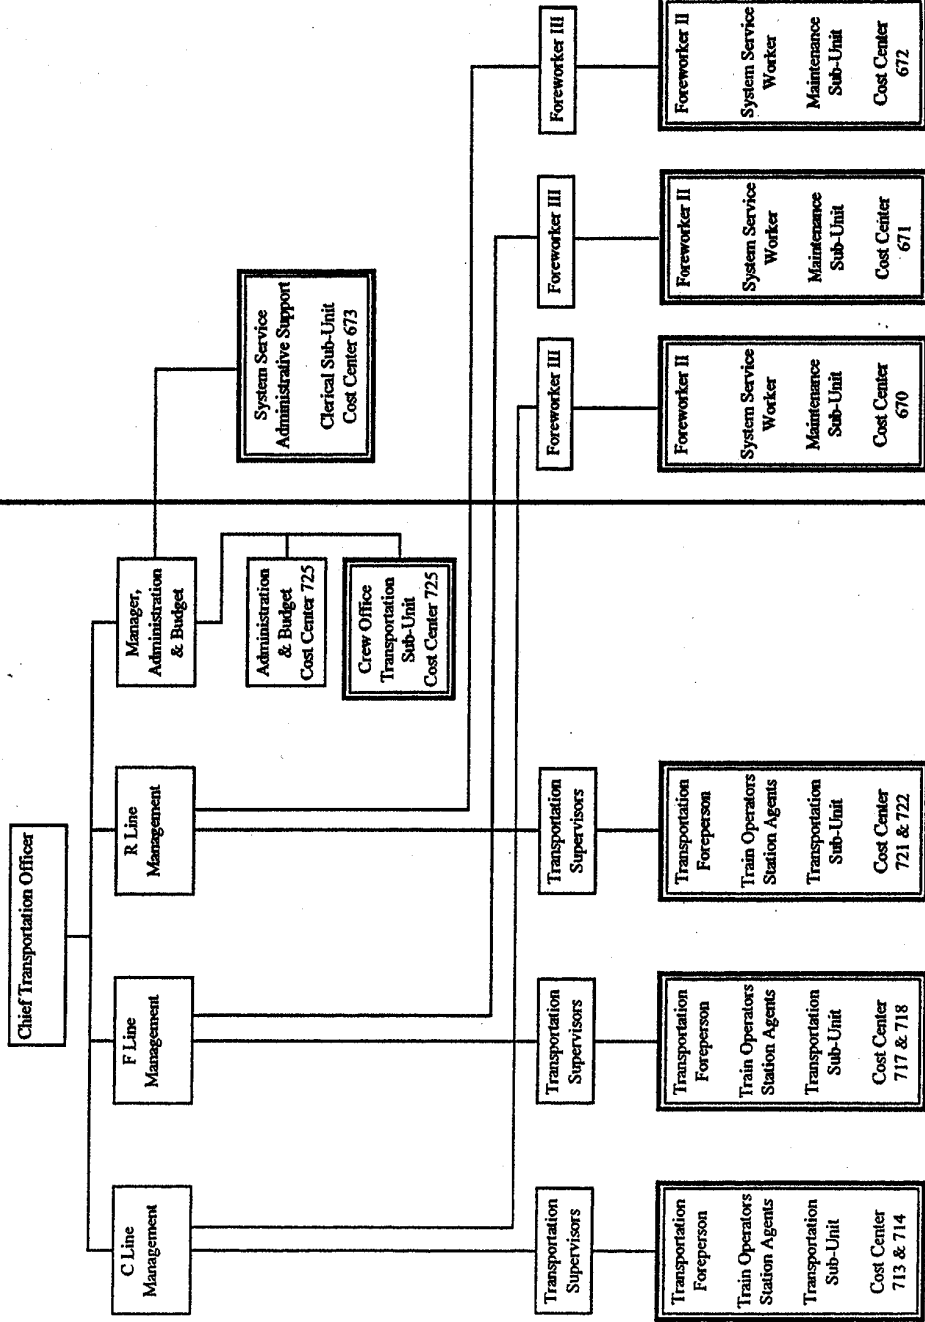 Chief Transportation Officer
C Line
Management
F Line
Management
R Line
Management
Manager,
Administration
& Budget
Administration
& Budget
Cost Center 725
Crew Office
Transportation
Sub-Unit
Cost Center 725
System Service
Administrative Support
Clerical Sub-Unit
Cost Center 673
Transportation
Supervisors
Transportation
Supervisors
Transportation
Supervisors
Foreworker III
Foreworker III
Foreworker III
Transportation
Foreperson
Train Operators
Station Agents
Transportation
Sub-Unit
Cost Center
713 & 714
Transportation
Foreperson
Train Operators
Station Agents
Transportation
Sub-Unit
Cost Center
717 & 718
Transportation
Foreperson
Train Operators
Station Agents
Transportation
Sub-Unit
Cost Center
721 & 722
Foreworker II
System Service
Worker
Maintenance
Sub-Unit
Cost Center
670
Foreworker II
System Service
Worker
Maintenance
Sub-Unit
Cost Center
671
Foreworker II
System Service
Worker
Maintenance
Sub-Unit
Cost Center
672